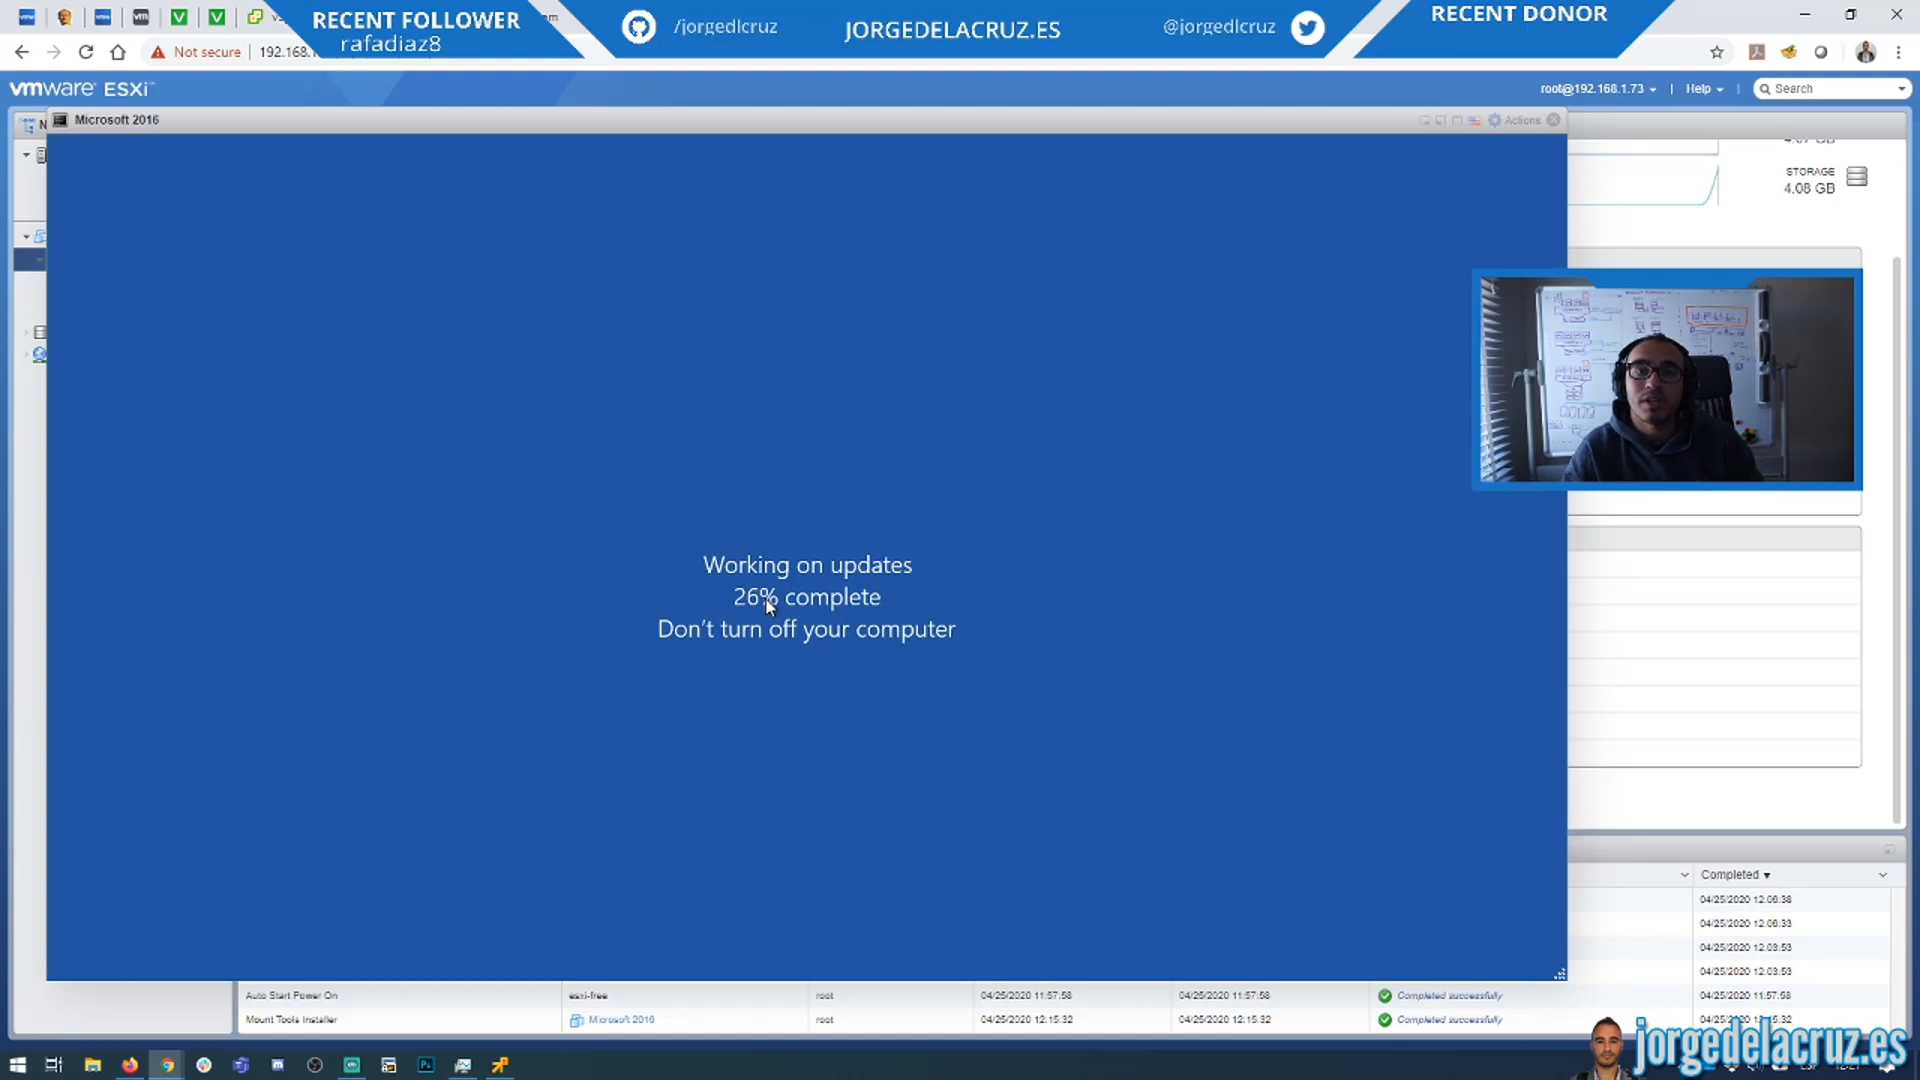 RECENT FOLLOWER
rafadiaz8
/jorgedlcruz
JORGEDELACRUZ.ES
@jorgedlcruz
RECENT DONOR
Not secure
192.168.1
vmware ESXi
root@192.168.1.73
Help
Search
Microsoft 2016
Actions
STORAGE
4.08 GB
Working on updates
26% complete
Don't turn off your computer
Completed
04/25/2020 12:06:38
04/25/2020 12:06:33
04/25/2020 12:03:53
04/25/2020 12:03:53
Auto Start Power On esxi-free root 04/25/2020 11:57:58 04/25/2020 11:57:58 Completed successfully 04/25/2020 11:57:58
Mount Tools Installer Microsoft 2016 root 04/25/2020 12:15:32 04/25/2020 12:15:32 Completed successfully
jorgedelacruz.es